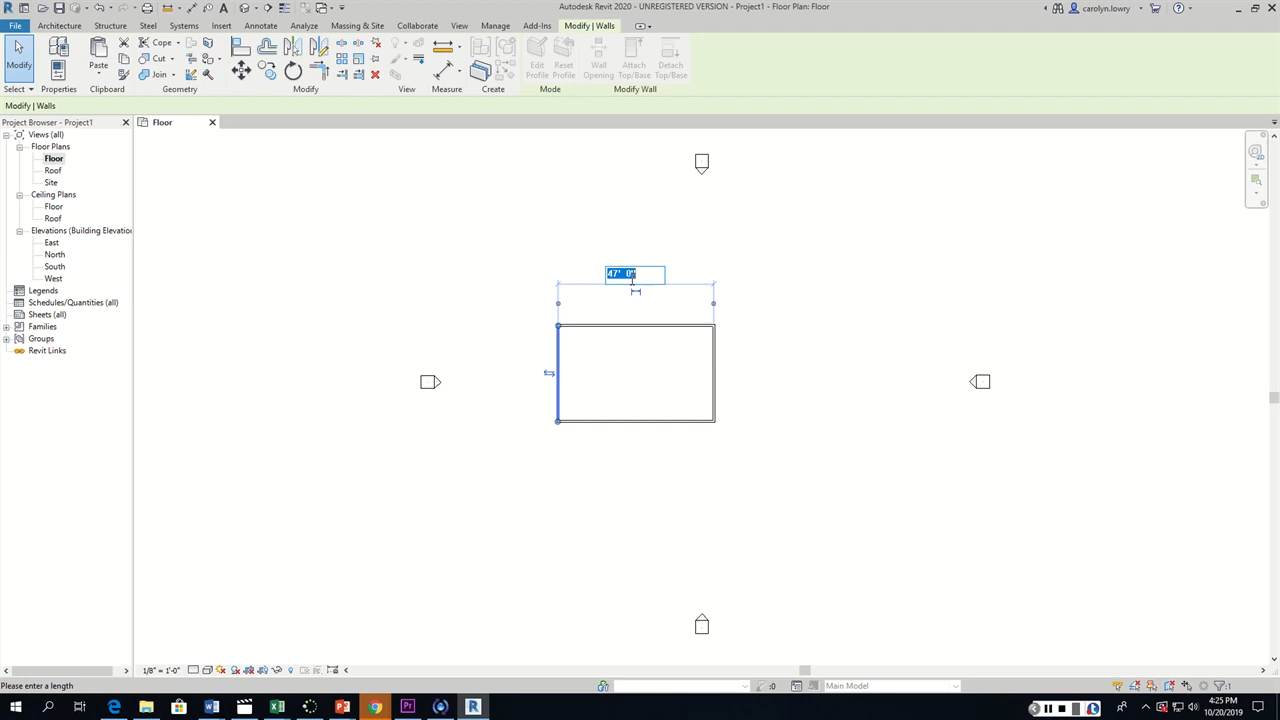 Autodesk Revit 2020 - UNREGISTERED VERSION - Project1 - Floor Plan: Floor
carolyn.lowry
File Architecture Structure Steel Systems Insert Annotate Analyze Massing & Site Collaborate View Manage Add-Ins Modify | Walls
Cope
Cut
Join
Modify
Paste
Edit Profile
Reset Profile
Wall Opening
Attach Top/Base
Detach Top/Base
Select Properties Clipboard Geometry Modify View Measure Create Mode Modify Wall
Modify | Walls
Project Browser - Project1
Floor
Views (all)
Floor Plans
Floor
Roof
Site
Ceiling Plans
Floor
Roof
Elevations (Building Elevation
East
North
South
West
Legends
Schedules/Quantities (all)
Sheets (all)
Families
Groups
Revit Links
47' 0"
1/8" = 1'-0"
Please enter a length
:0
Main Model
:1
4:25 PM
10/20/2019